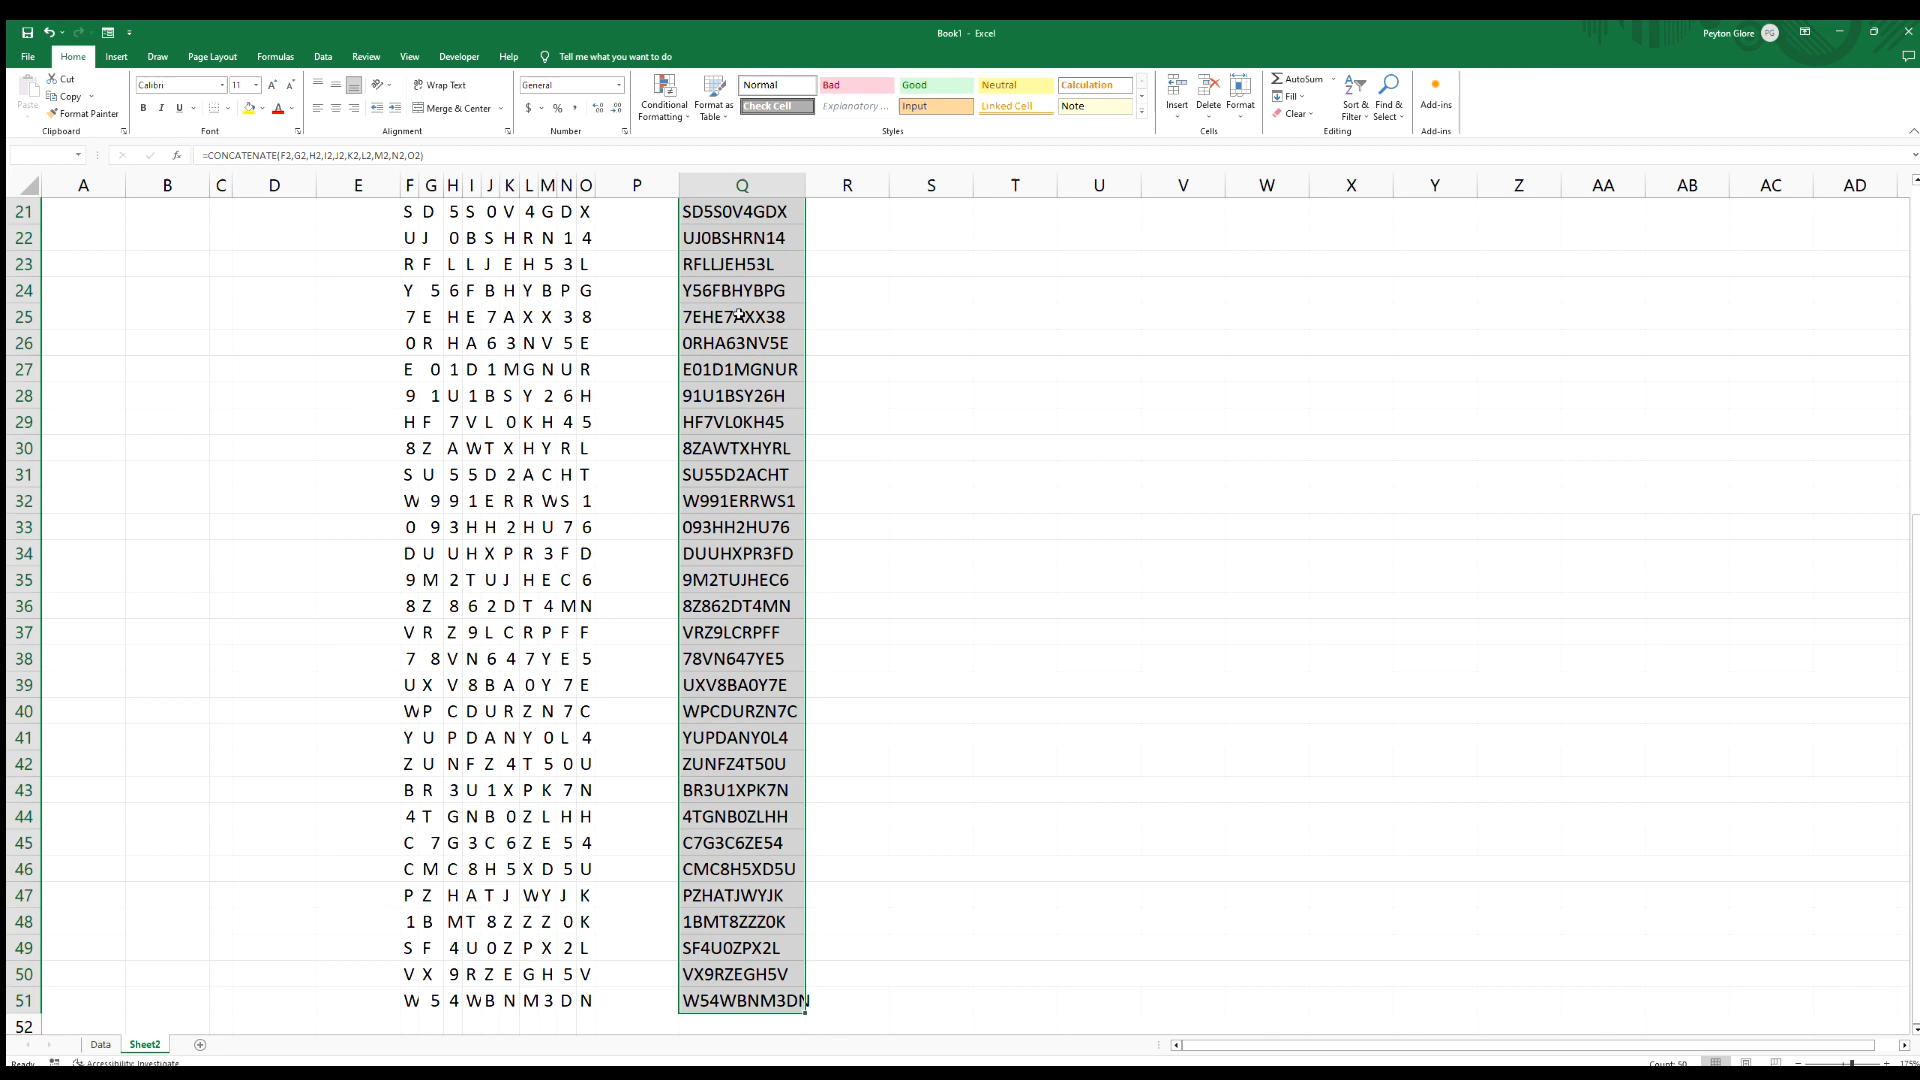 Book1 - Excel
Peyton Glore PG
File Home Insert Draw Page Layout Formulas Data Review View Developer Help Tell me what you want to do
Paste Cut Copy Format Painter Clipboard
Calibri 11 A A B I U A Font
Wrap Text Merge & Center Alignment
General $ % , Number
Conditional Formatting Format as Table
Normal Bad Good Neutral Calculation
Check Cell Explanatory ... Input Linked Cell Note
Styles
Insert Delete Format Cells
AutoSum Fill Clear Sort & Filter Find & Select Editing
Add-ins Add-ins
fx =CONCATENATE(F2,G2,H2,I2,J2,K2,L2,M2,N2,O2)
A B C D E F G H I J K L M N O P Q R S T U V W X Y Z AA AB AC AD
21 S D 5 S 0 V 4 G D X SD5S0V4GDX
22 U J 0 B S H R N 1 4 UJ0BSHRN14
23 R F L L J E H 5 3 L RFLLJEH53L
24 Y 5 6 F B H Y B P G Y56FBHYBPG
25 7 E H E 7 A X X 3 8 7EHE7AXX38
26 0 R H A 6 3 N V 5 E 0RHA63NV5E
27 E 0 1 D 1 M G N U R E01D1MGNUR
28 9 1 U 1 B S Y 2 6 H 91U1BSY26H
29 H F 7 V L 0 K H 4 5 HF7VL0KH45
30 8 Z A W T X H Y R L 8ZAWTXHYRL
31 S U 5 5 D 2 A C H T SU55D2ACHT
32 W 9 9 1 E R R W S 1 W991ERRWS1
33 0 9 3 H H 2 H U 7 6 093HH2HU76
34 D U U H X P R 3 F D DUUHXPR3FD
35 9 M 2 T U J H E C 6 9M2TUJHEC6
36 8 Z 8 6 2 D T 4 M N 8Z862DT4MN
37 V R Z 9 L C R P F F VRZ9LCRPFF
38 7 8 V N 6 4 7 Y E 5 78VN647YE5
39 U X V 8 B A 0 Y 7 E UXV8BA0Y7E
40 W P C D U R Z N 7 C WPCDURZN7C
41 Y U P D A N Y 0 L 4 YUPDANY0L4
42 Z U N F Z 4 T 5 0 U ZUNFZ4T50U
43 B R 3 U 1 X P K 7 N BR3U1XPK7N
44 4 T G N B 0 Z L H H 4TGNB0ZLHH
45 C 7 G 3 C 6 Z E 5 4 C7G3C6ZE54
46 C M C 8 H 5 X D 5 U CMC8H5XD5U
47 P Z H A T J W Y J K PZHATJWYJK
48 1 B M T 8 Z Z Z 0 K 1BMT8ZZZ0K
49 S F 4 U 0 Z P X 2 L SF4U0ZPX2L
50 V X 9 R Z E G H 5 V VX9RZEGH5V
51 W 5 4 W B N M 3 D N W54WBNM3DN
52
Data Sheet2
Ready Accessibility: Investigate Count: 50 175%